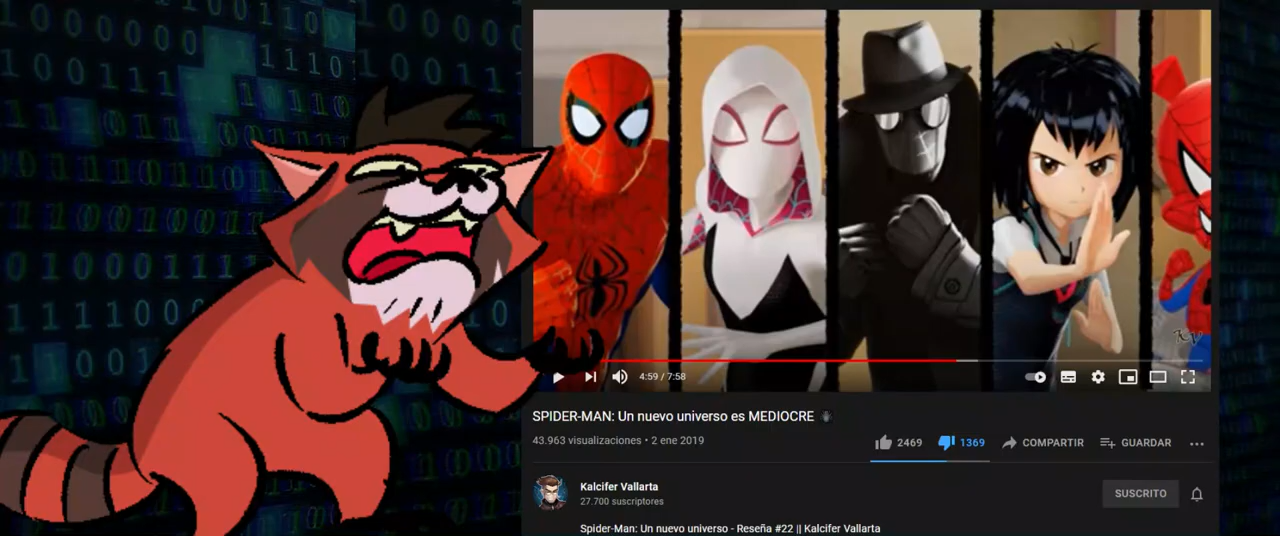 4:59 / 7:58
SPIDER-MAN: Un nuevo universo es MEDIOCRE
43.963 visualizaciones • 2 ene 2019
2469
1369
COMPARTIR
GUARDAR
Kalcifer Vallarta
27.700 suscriptores
SUSCRITO
Spider-Man: Un nuevo universo - Reseña #22 || Kalcifer Vallarta